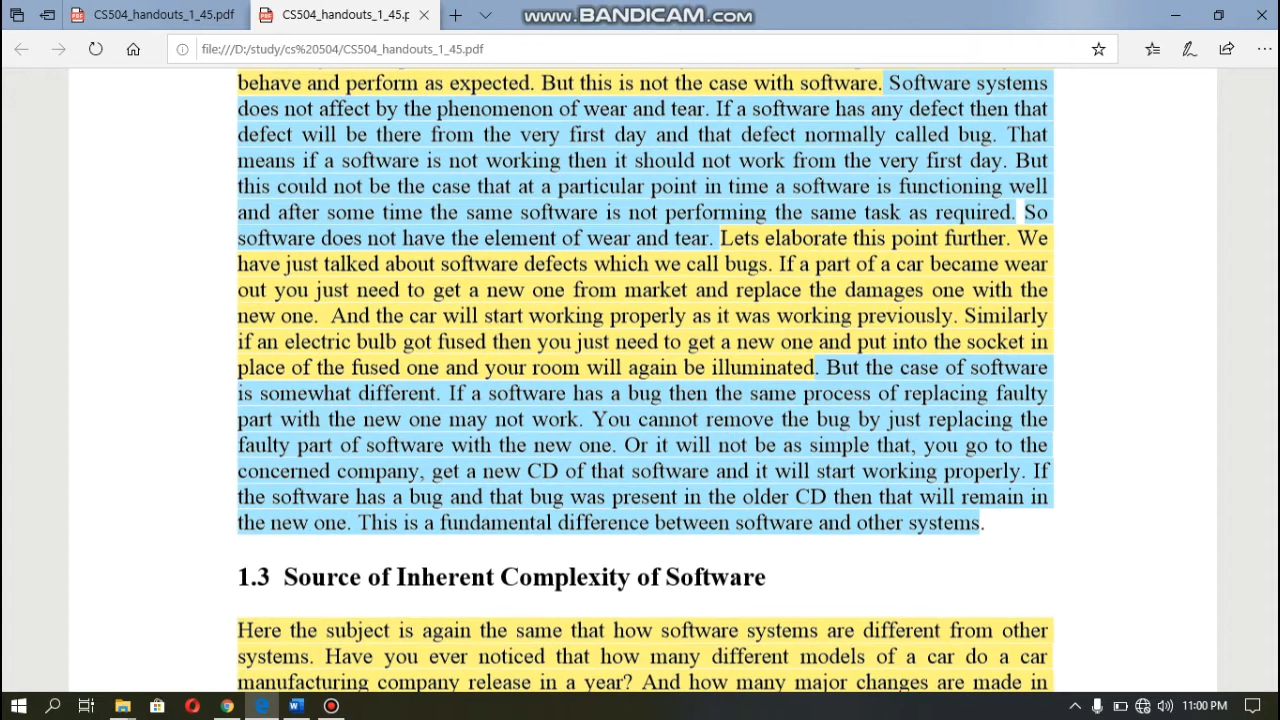 CS504_handouts_1_45.pdf
CS504_handouts_1_45.p
www.BANDICAM.com
file:///D:/study/cs%20504/CS504_handouts_1_45.pdf
behave and perform as expected. But this is not the case with software. Software systems
does not affect by the phenomenon of wear and tear. If a software has any defect then that
defect will be there from the very first day and that defect normally called bug. That
means if a software is not working then it should not work from the very first day. But
this could not be the case that at a particular point in time a software is functioning well
and after some time the same software is not performing the same task as required. So
software does not have the element of wear and tear. Lets elaborate this point further. We
have just talked about software defects which we call bugs. If a part of a car became wear
out you just need to get a new one from market and replace the damages one with the
new one. And the car will start working properly as it was working previously. Similarly
if an electric bulb got fused then you just need to get a new one and put into the socket in
place of the fused one and your room will again be illuminated. But the case of software
is somewhat different. If a software has a bug then the same process of replacing faulty
part with the new one may not work. You cannot remove the bug by just replacing the
faulty part of software with the new one. Or it will not be as simple that, you go to the
concerned company, get a new CD of that software and it will start working properly. If
the software has a bug and that bug was present in the older CD then that will remain in
the new one. This is a fundamental difference between software and other systems.
1.3 Source of Inherent Complexity of Software
Here the subject is again the same that how software systems are different from other
systems. Have you ever noticed that how many different models of a car do a car
manufacturing company release in a year? And how many major changes are made in
11:00 PM